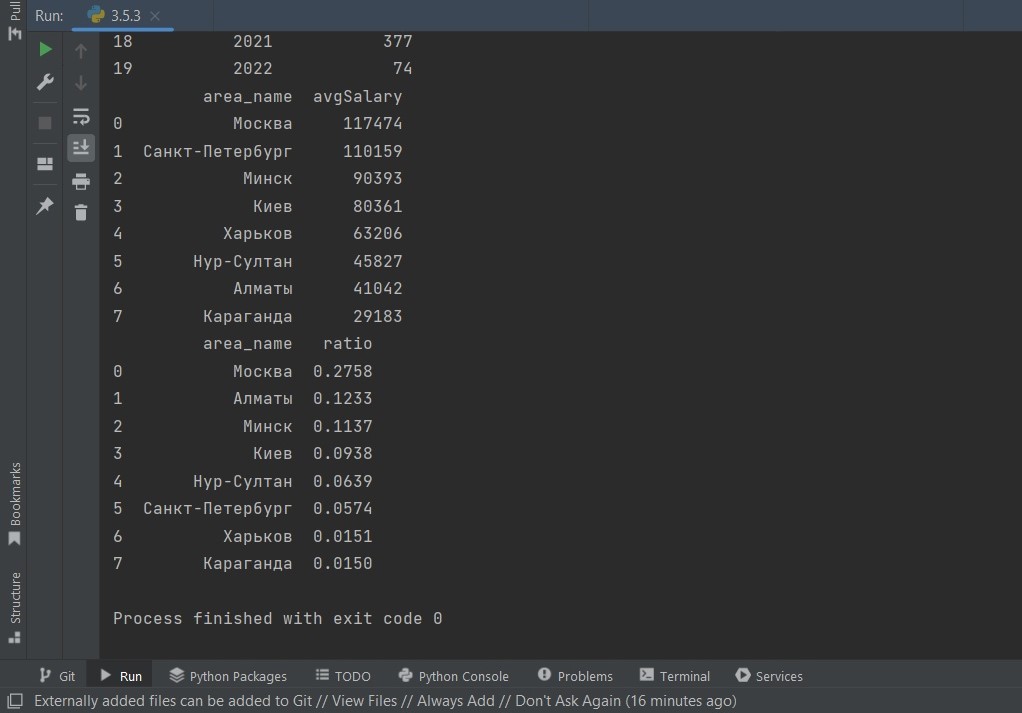 Pull
Run: 3.5.3
18 2021 377
19 2022 74
area_name avgSalary
0 Москва 117474
1 Санкт-Петербург 110159
2 Минск 90393
3 Киев 80361
4 Харьков 63206
5 Нур-Султан 45827
6 Алматы 41042
7 Караганда 29183
area_name ratio
0 Москва 0.2758
1 Алматы 0.1233
2 Минск 0.1137
3 Киев 0.0938
4 Нур-Султан 0.0639
5 Санкт-Петербург 0.0574
6 Харьков 0.0151
7 Караганда 0.0150
Process finished with exit code 0
Bookmarks
Structure
Git Run Python Packages TODO Python Console Problems Terminal Services
Externally added files can be added to Git // View Files // Always Add // Don't Ask Again (16 minutes ago)